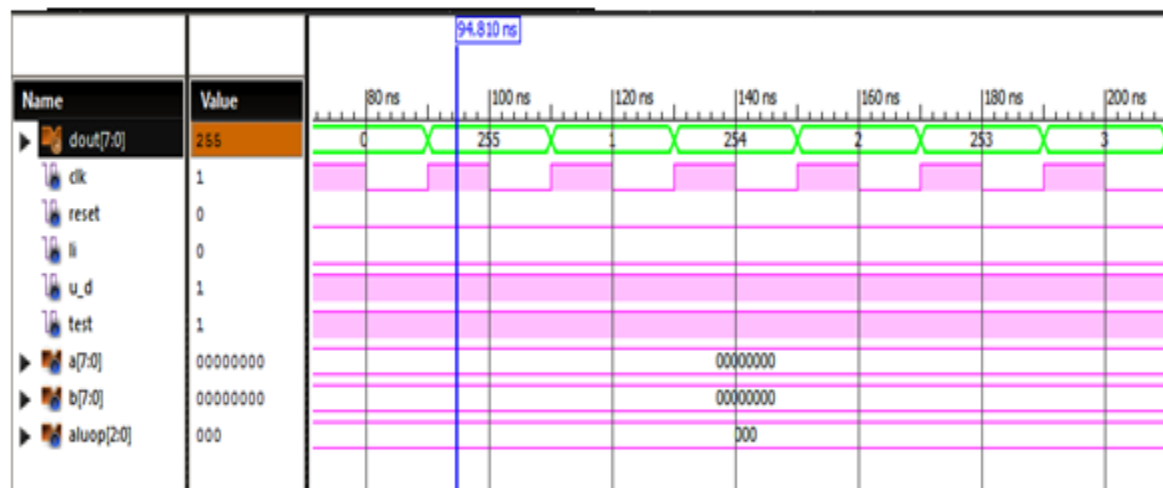 94.810 ns
Name Value 80 ns 100 ns 120 ns 140 ns 160 ns 180 ns 200 ns
dout[7:0] 255 0 255 1 254 2 253 3
clk 1
reset 0
li 0
u_d 1
test 1
a[7:0] 00000000 00000000
b[7:0] 00000000 00000000
aluop[2:0] 000 000